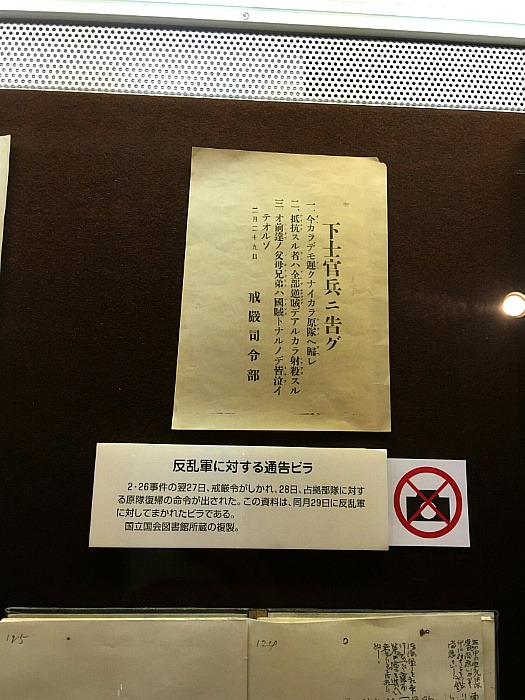 下士官兵ニ告グ
一、今カラデモ遲クナイカラ原隊ヘ歸レ
二、抵抗スル者ハ全部逆賊デアルカラ射殺スル
三、オ前達ノ父母兄弟ハ國賊トナルノデ皆泣イ
テオルゾ
二月二十九日
戒嚴司令部
反乱軍に対する通告ビラ
2・26事件の翌27日、戒厳令がしかれ、28日、占拠部隊に対す
る原隊復帰の命令が出された。この資料は、同月29日に反乱軍
に対してまかれたビラである。
国立国会図書館所蔵の複製。
125